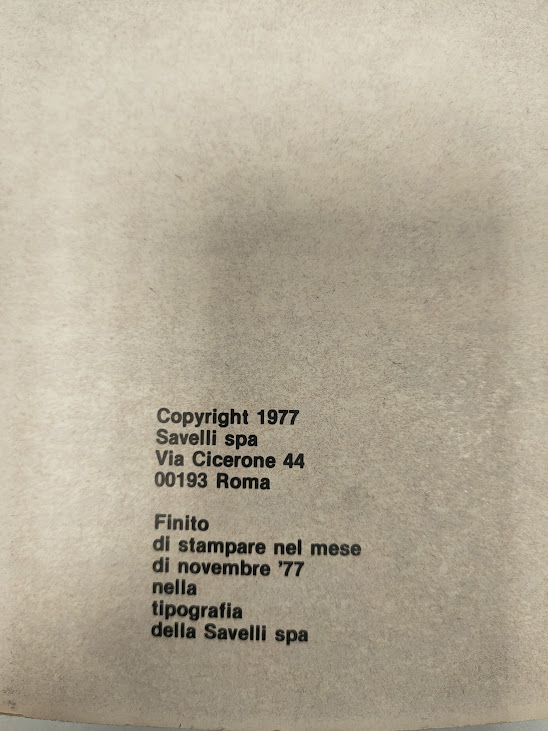 Copyright 1977
Savelli spa
Via Cicerone 44
00193 Roma
Finito
di stampare nel mese
di novembre '77
nella
tipografia
della Savelli spa